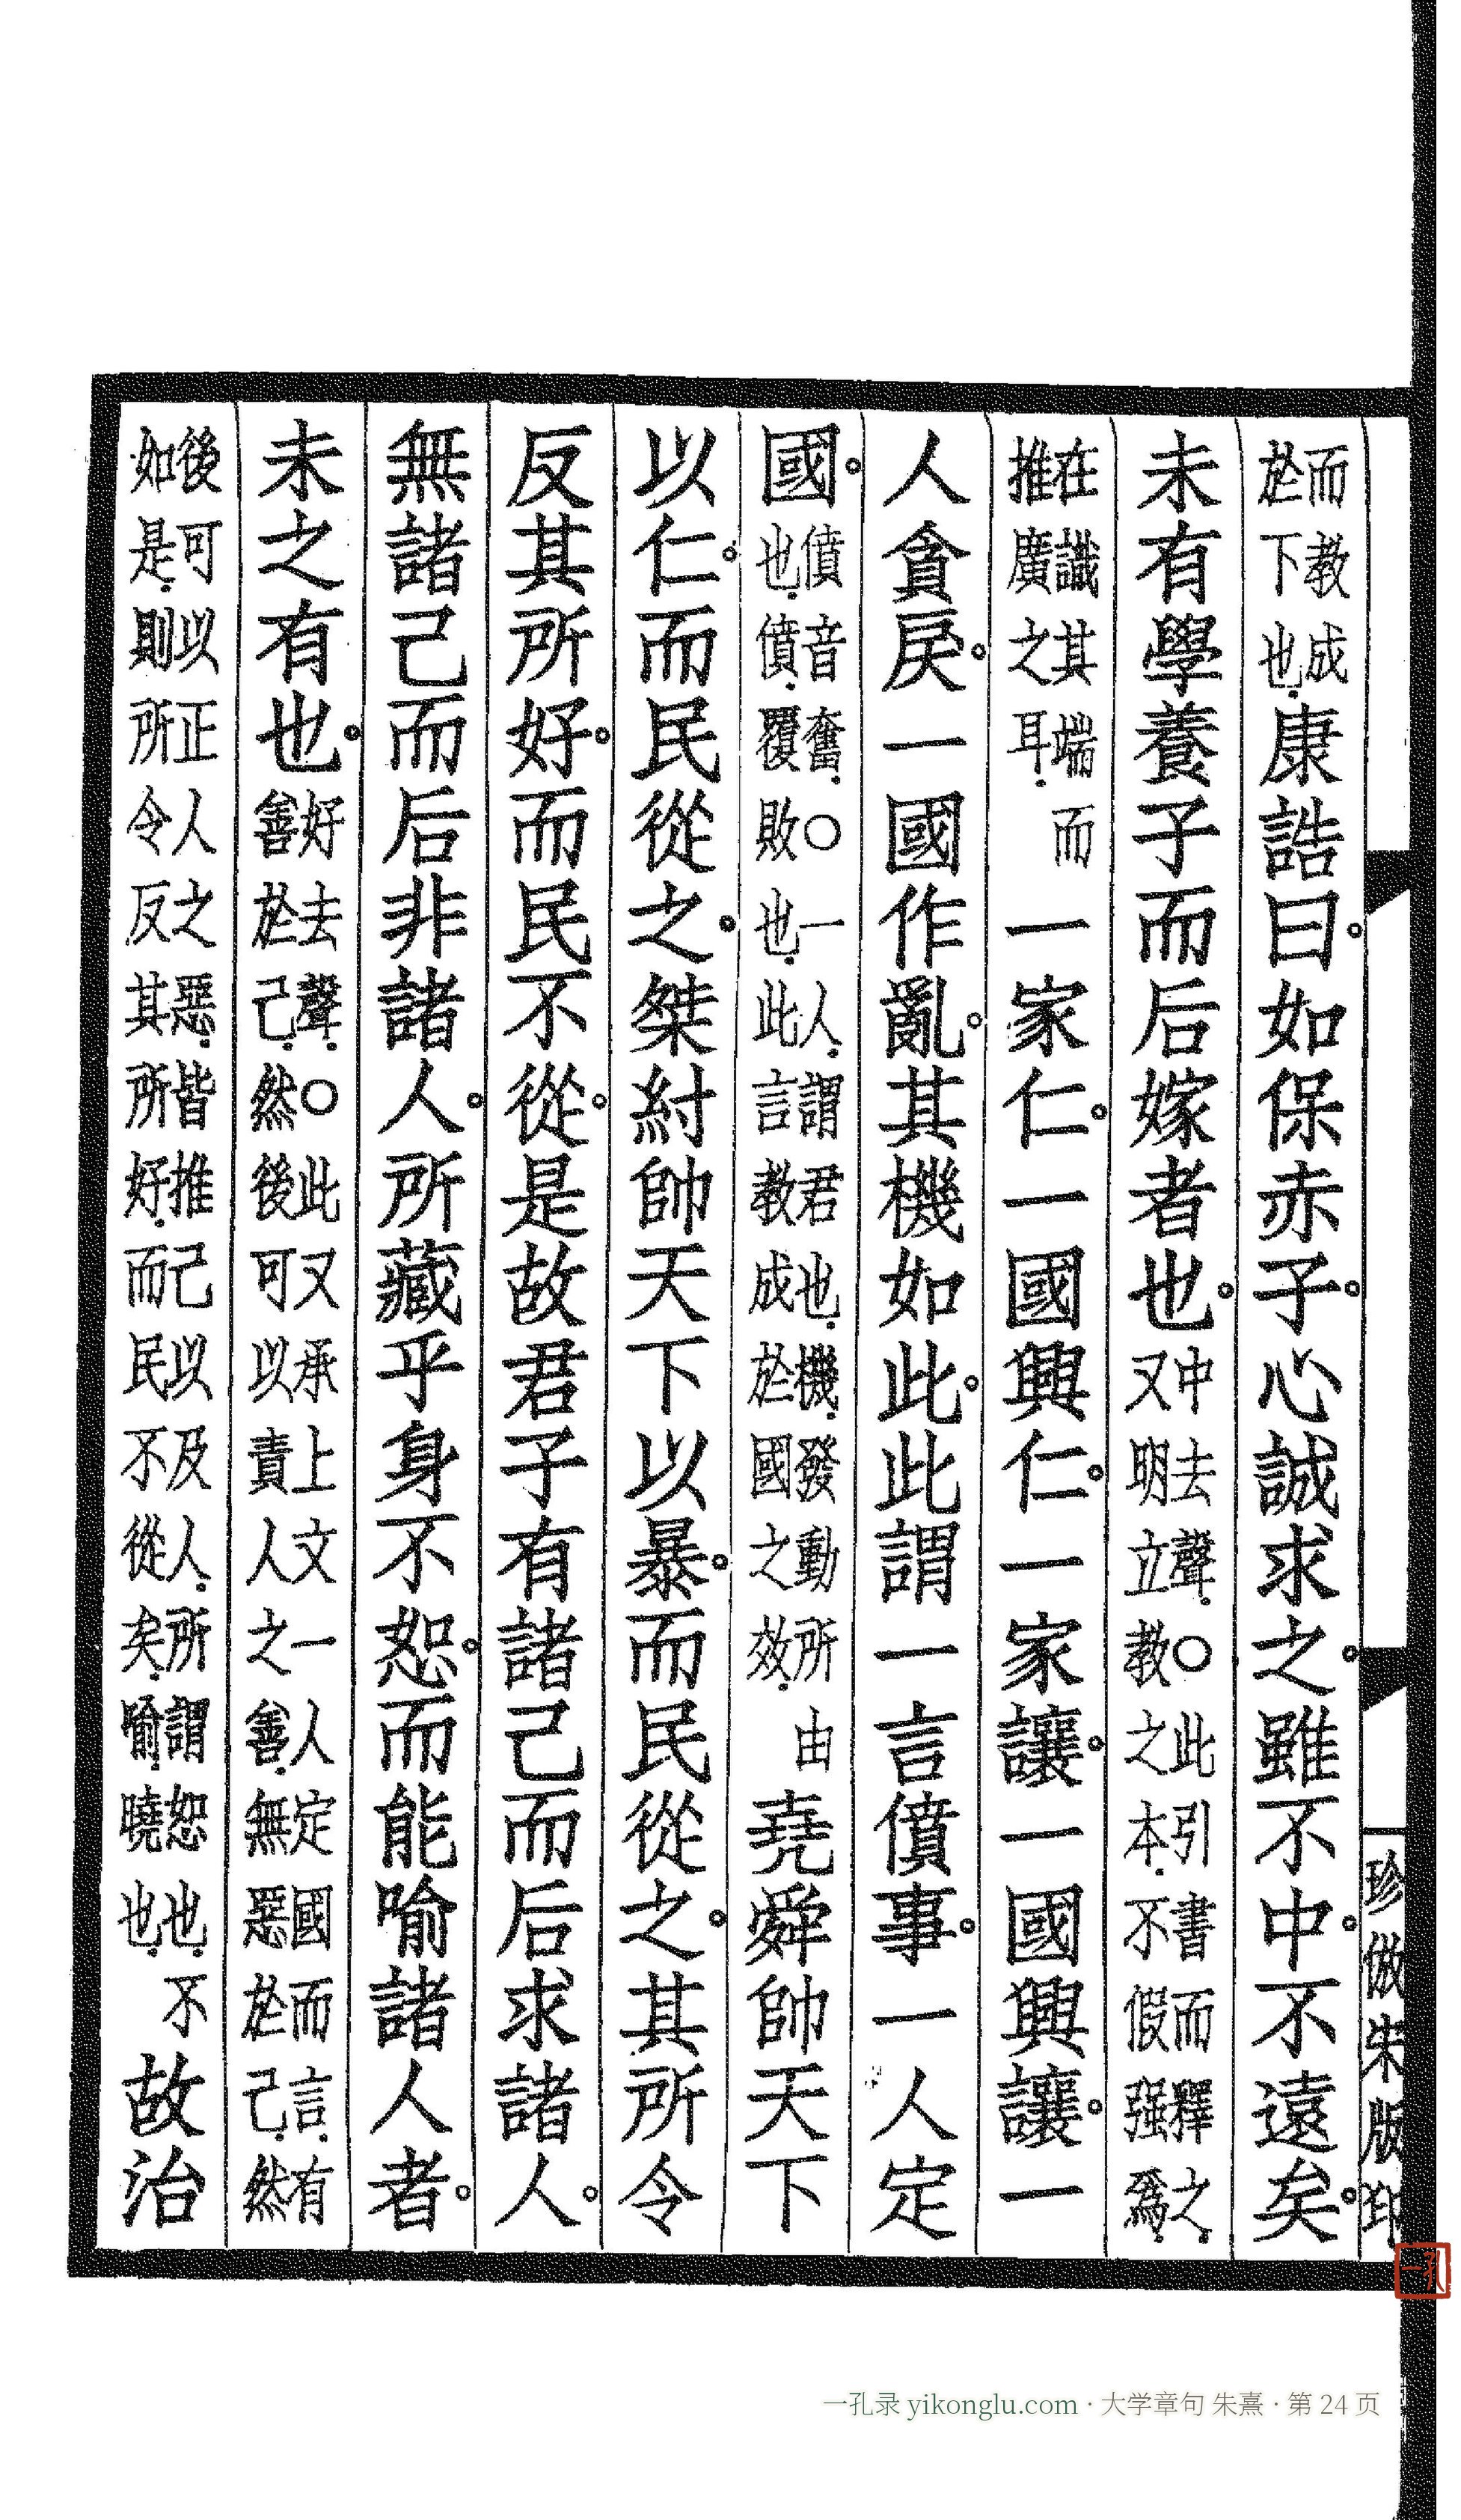 而教成於下也.康誥曰。如保赤子。心誠求之。雖不中。不遠矣。
未有學養子而后嫁者也。中去聲.○此引書而釋之.又明立教之本.不假强爲.
在識其端而推廣之耳.一家仁。一國興仁。一家讓。一國興讓。一
人貪戾。一國作亂。其機如此。此謂一言僨事。一人定
國。僨音奮.○一人.謂君也.機.發動所由也.僨.覆敗也.此言教成於國之效.堯舜帥天下
以仁。而民從之。桀紂帥天下以暴。而民從之。其所令
反其所好。而民不從。是故君子有諸己而后求諸人。
無諸己而后非諸人。所藏乎身不恕。而能喻諸人者。
未之有也。好去聲.○此又承上文一人定國而言.有善於己.然後可以責人之善.無惡於己.然
後可以正人之惡.皆推己以及人.所謂恕也.不如是.則所令反其所好.而民不從矣.喻.曉也.故治
珍倣宋版印
一孔
一孔录 yikonglu.com · 大学章句 朱熹 · 第 24 页